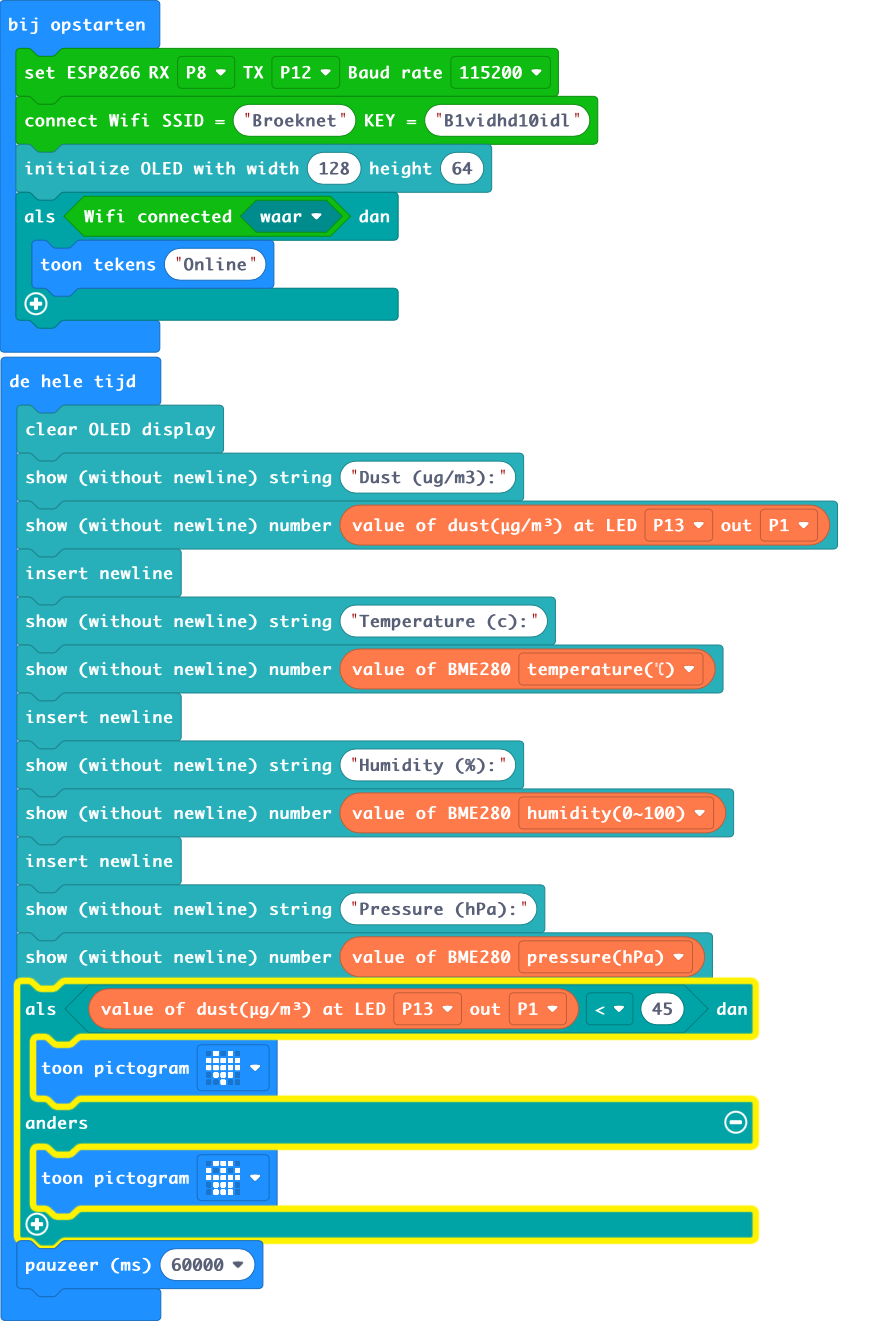 bij opstarten
set ESP8266 RX P8 TX P12 Baud rate 115200
connect Wifi SSID = "Broeknet" KEY = "B1vidhd10idl"
initialize OLED with width 128 height 64
als Wifi connected waar dan
toon tekens "Online"
de hele tijd
clear OLED display
show (without newline) string "Dust (ug/m3):"
show (without newline) number value of dust(μg/m³) at LED P13 out P1
insert newline
show (without newline) string "Temperature (c):"
show (without newline) number value of BME280 temperature(℃)
insert newline
show (without newline) string "Humidity (%):"
show (without newline) number value of BME280 humidity(0~100)
insert newline
show (without newline) string "Pressure (hPa):"
show (without newline) number value of BME280 pressure(hPa)
als value of dust(μg/m³) at LED P13 out P1 < 45 dan
toon pictogram
anders
toon pictogram
pauzeer (ms) 60000